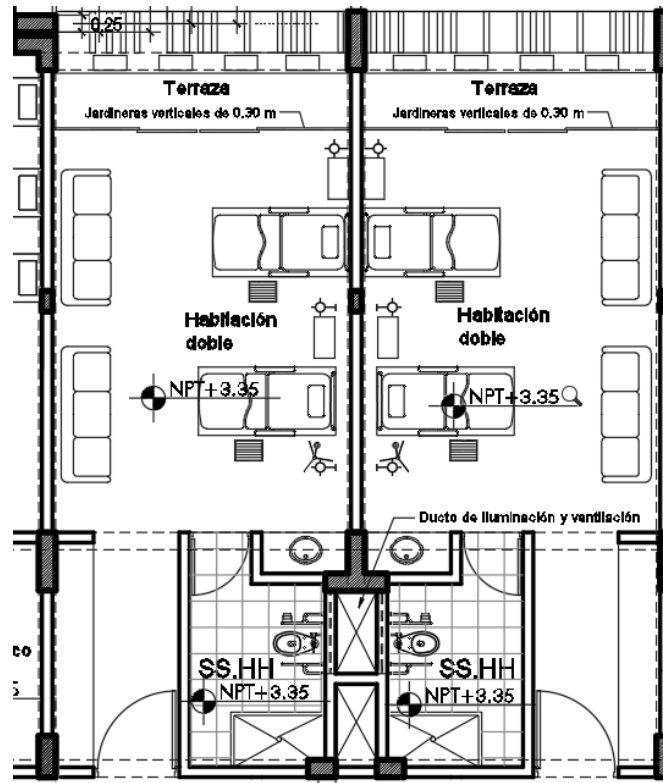 0.25
Terraza
Terraza
Jardineras verticales de 0.30 m
Jardineras verticales de 0.30 m
Habitación
doble
Habitación
doble
NPT+3.35
NPT+3.35
Ducto de iluminación y ventilación
co
SS.HH
SS.HH
NPT+3.35
NPT+3.35
5